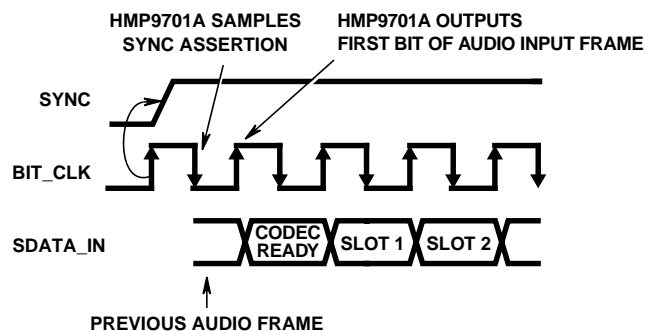 HMP9701A SAMPLES
SYNC ASSERTION
HMP9701A OUTPUTS
FIRST BIT OF AUDIO INPUT FRAME
SYNC
BIT_CLK
SDATA_IN
CODEC
READY
SLOT 1
SLOT 2
PREVIOUS AUDIO FRAME